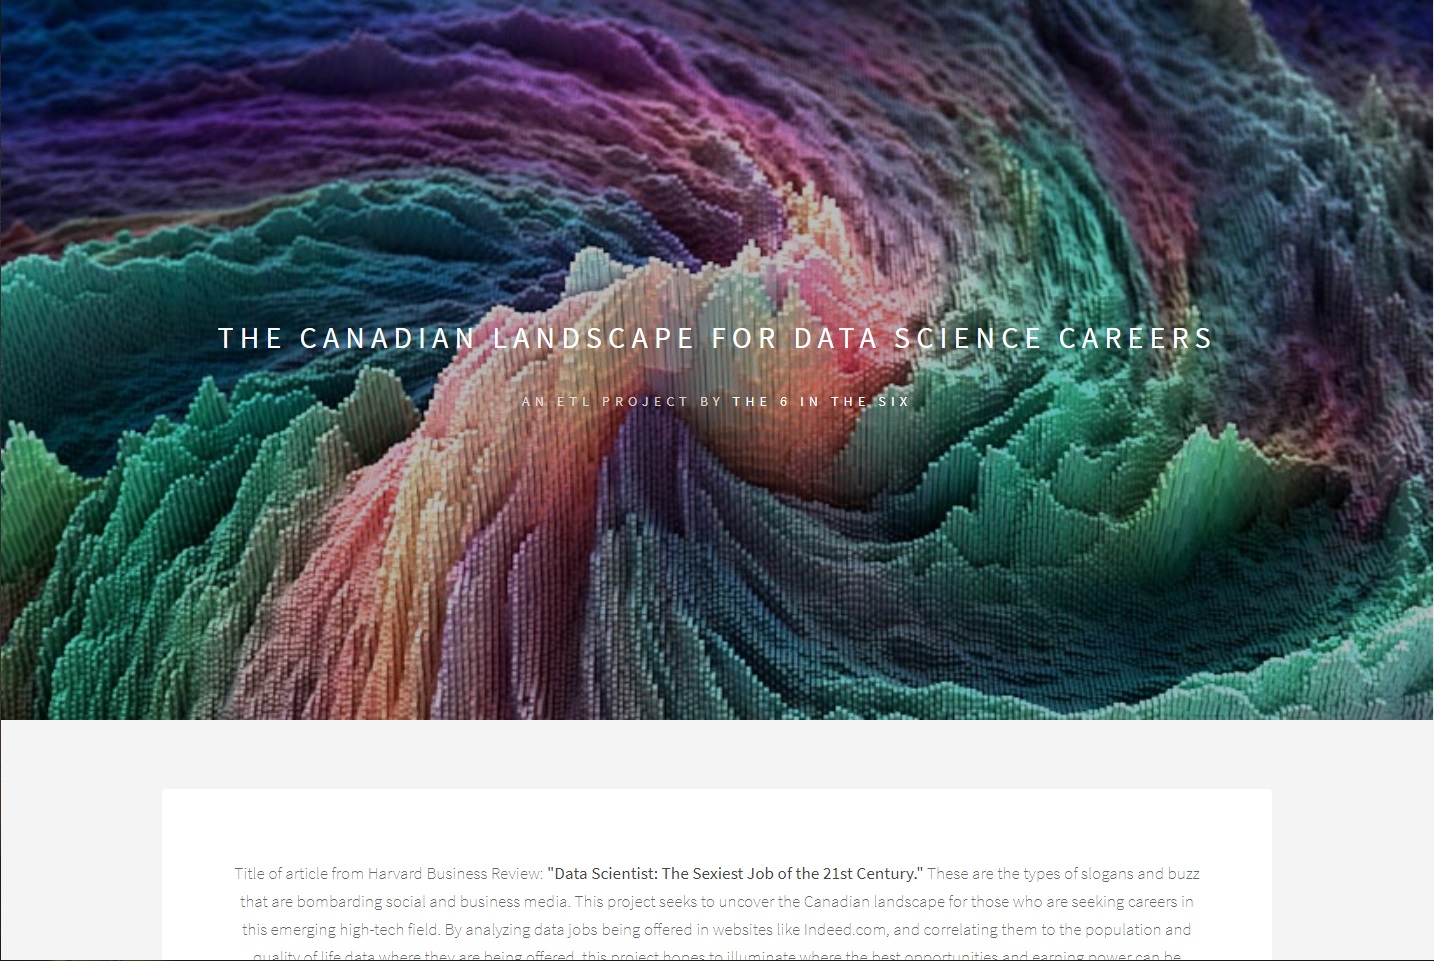 THE CANADIAN LANDSCAPE FOR DATA SCIENCE CAREERS
AN ETL PROJECT BY THE 6 IN THE SIX
Title of article from Harvard Business Review: "Data Scientist: The Sexiest Job of the 21st Century." These are the types of slogans and buzz
that are bombarding social and business media. This project seeks to uncover the Canadian landscape for those who are seeking careers in
this emerging high-tech field. By analyzing data jobs being offered in websites like Indeed.com, and correlating them to the population and
quality of life data where they are being offered, this project hopes to illuminate where the best opportunities and earning power can be